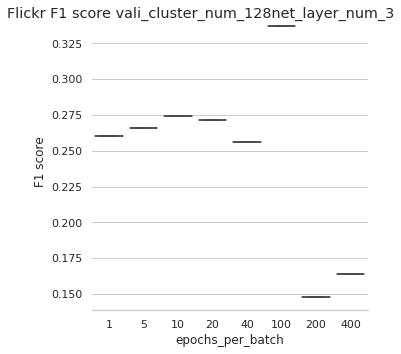 Flickr F1 score vali_cluster_num_128net_layer_num_3
0.325
0.300
0.275
0.250
0.225
0.200
0.175
0.150
F1 score
1 5 10 20 40 100 200 400
epochs_per_batch